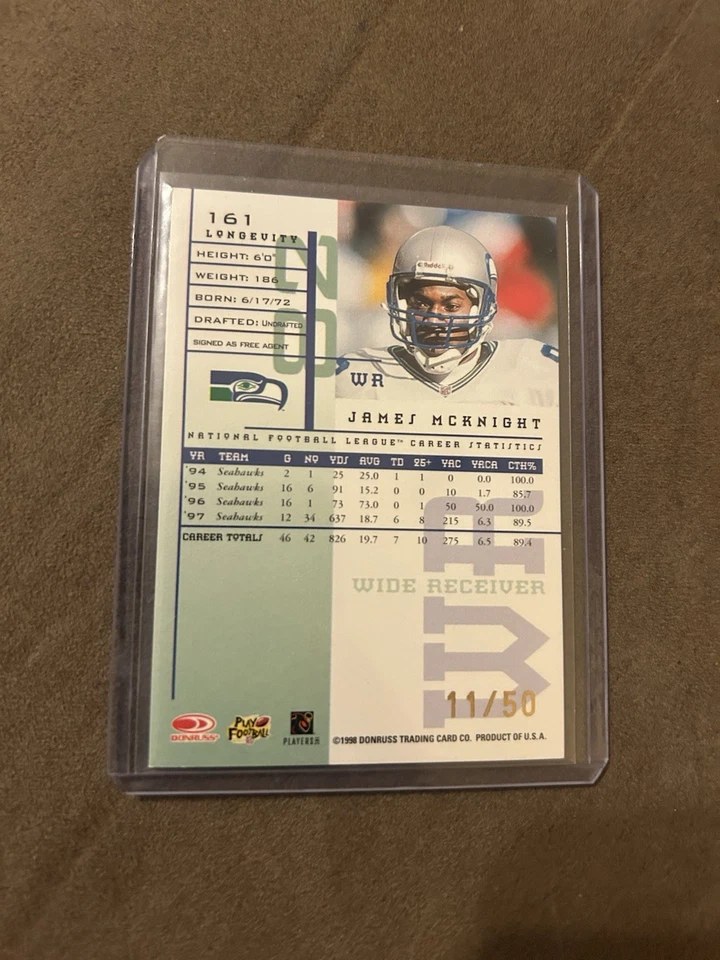 161
LONGEVITY
HEIGHT: 6'0"
WEIGHT: 186
BORN: 6/17/72
DRAFTED: UNDRAFTED
SIGNED AS FREE AGENT
82
Riddell
WR
JAMES MCKNIGHT
NATIONAL FOOTBALL LEAGUE™ CAREER STATISTICS
YR TEAM G NO YDS AVG TD 25+ YAC YACA CTH%
'94 Seahawks 2 1 25 25.0 1 1 0 0.0 100.0
'95 Seahawks 16 6 91 15.2 0 0 10 1.7 85.7
'96 Seahawks 16 1 73 73.0 0 1 50 50.0 100.0
'97 Seahawks 12 34 637 18.7 6 8 215 6.3 89.5
CAREER TOTALS 46 42 826 19.7 7 10 275 6.5 89.4
WIDE RECEIVER
WR
11/50
DONRUSS
PLAY FOOTBALL
PLAYERS INC
©1998 DONRUSS TRADING CARD CO. PRODUCT OF U.S.A.